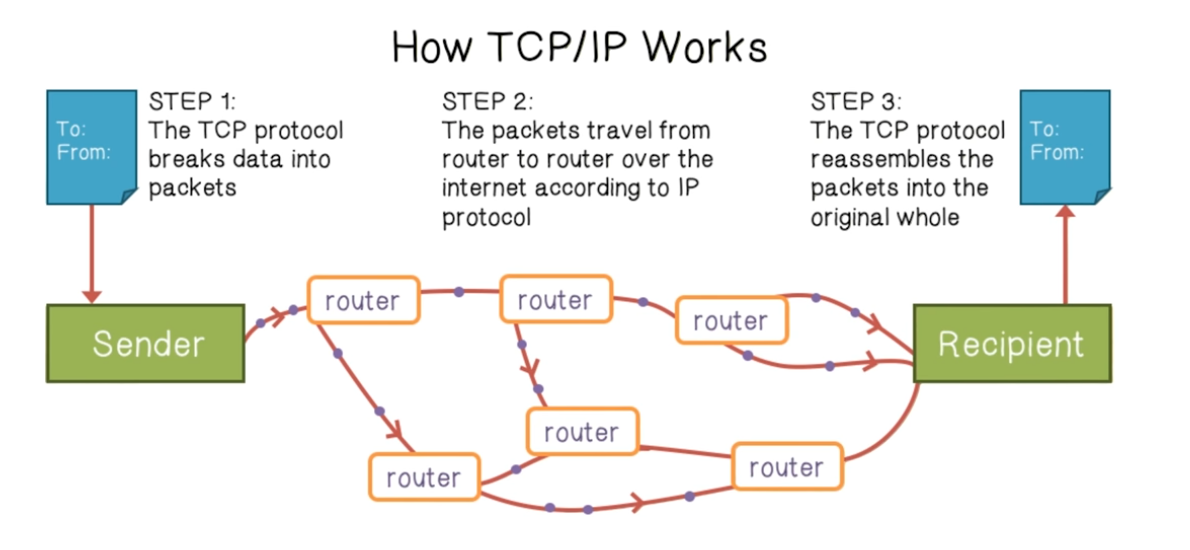 How TCP/IP Works
To:
From:
STEP 1:
The TCP protocol
breaks data into
packets
STEP 2:
The packets travel from
router to router over the
internet according to IP
protocol
STEP 3:
The TCP protocol
reassembles the
packets into the
original whole
To:
From:
Sender
router
router
router
Recipient
router
router
router